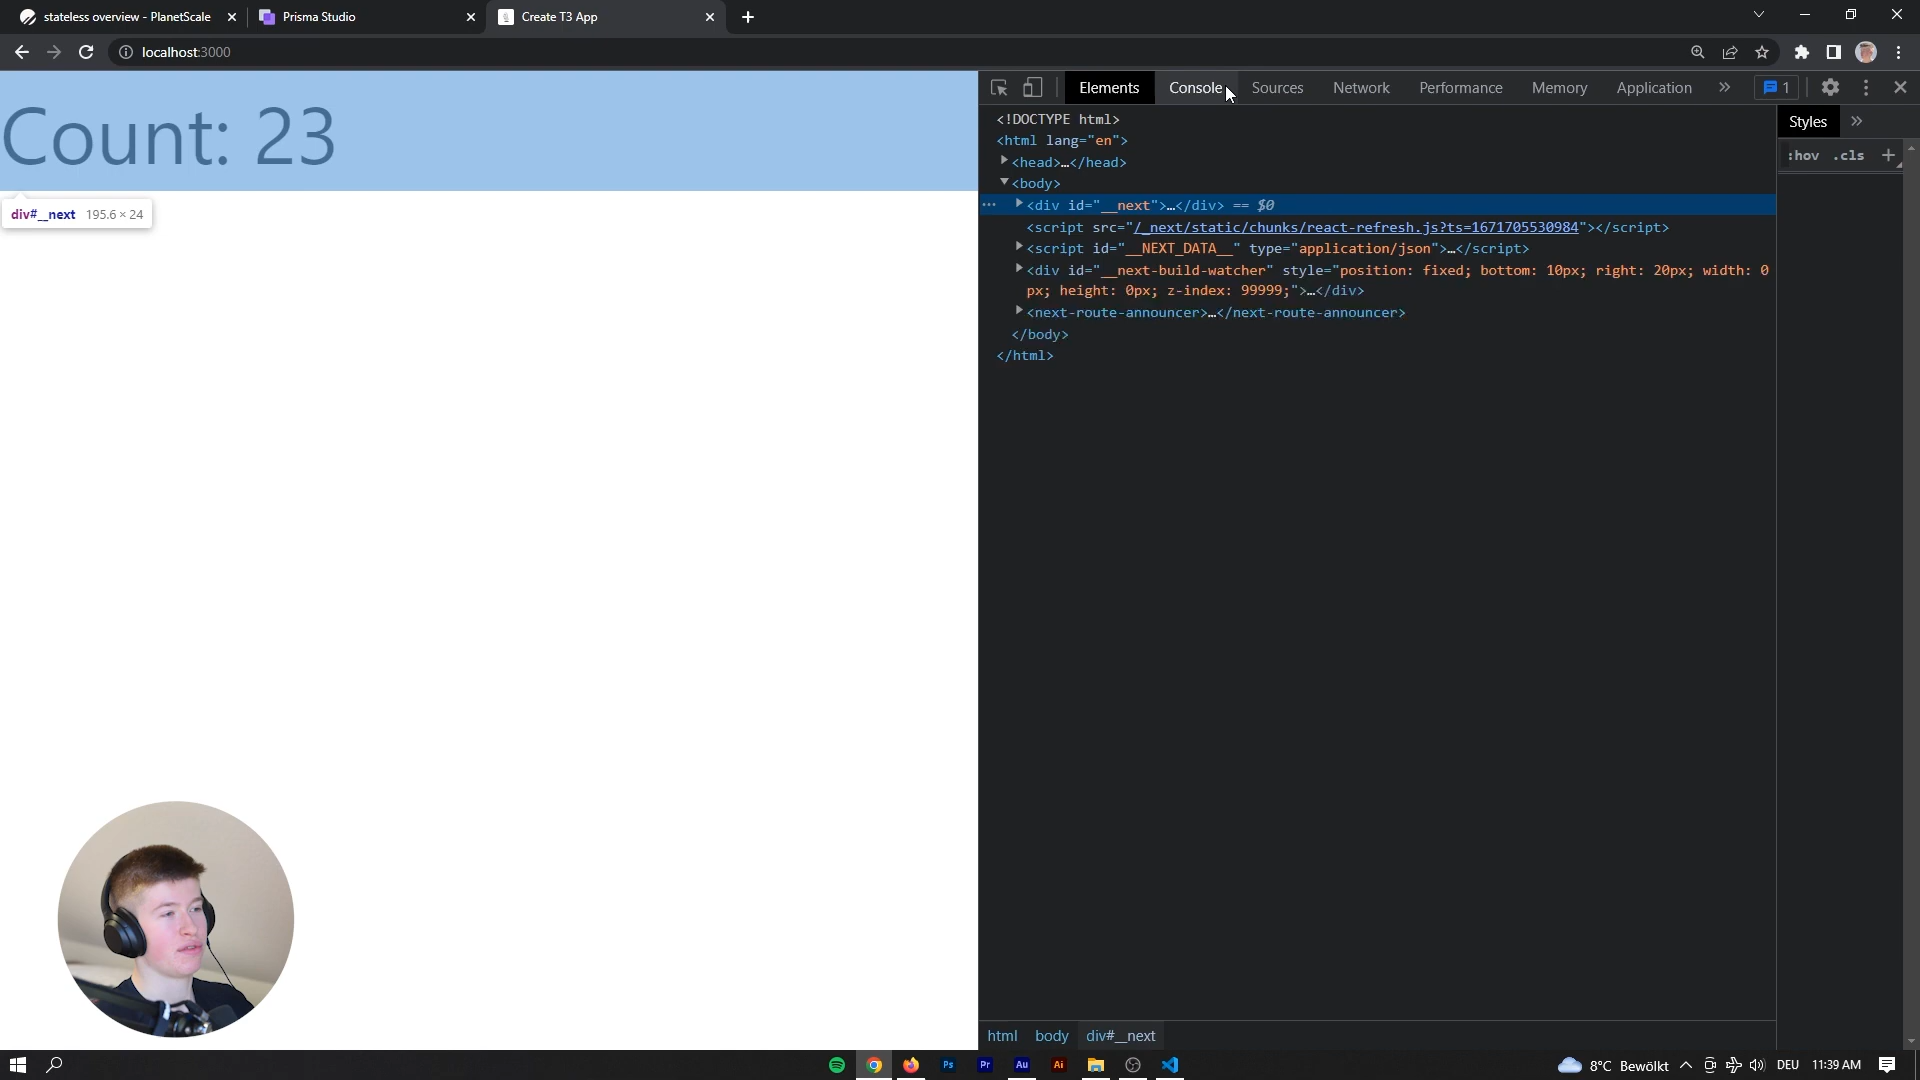 stateless overview - PlanetScale
Prisma Studio
Create T3 App
localhost:3000
Count: 23
div#__next 195.6 × 24
Elements Console Sources Network Performance Memory Application » 1
<!DOCTYPE html>
<html lang="en">
<head>…</head>
<body>
<div id="__next">…</div> == $0
<script src="/_next/static/chunks/react-refresh.js?ts=1671705530984"></script>
<script id="__NEXT_DATA__" type="application/json">…</script>
<div id="__next-build-watcher" style="position: fixed; bottom: 10px; right: 20px; width: 0
px; height: 0px; z-index: 99999;">…</div>
<next-route-announcer>…</next-route-announcer>
</body>
</html>
Styles »
:hov .cls +
html body div#__next
Ps Pr Au Ai
8°C Bewölkt DEU 11:39 AM